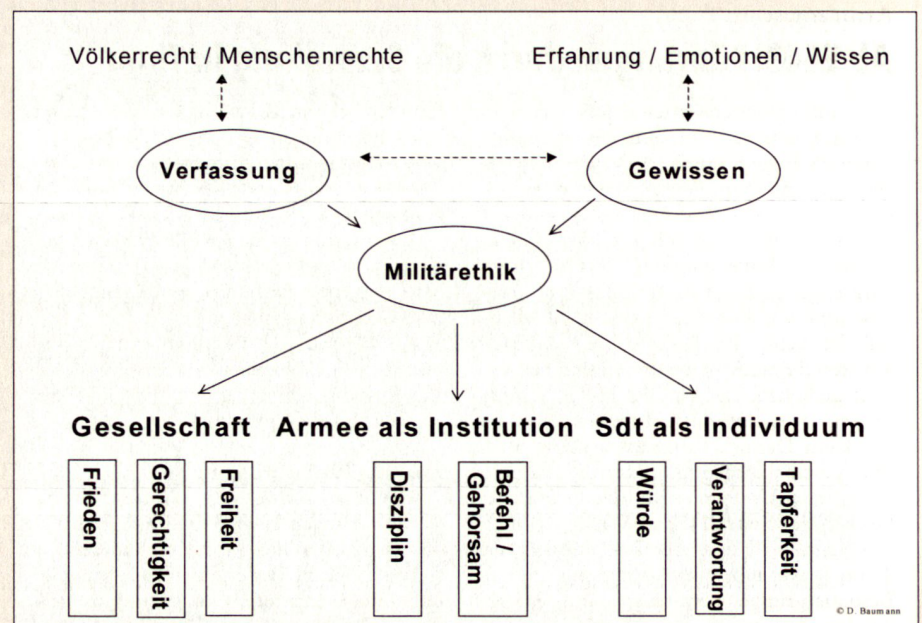 Völkerrecht / Menschenrechte
Erfahrung / Emotionen / Wissen
Verfassung
Gewissen
Militärethik
Gesellschaft
Armee als Institution
Sdt als Individuum
Frieden
Gerechtigkeit
Freiheit
Disziplin
Befehl /
Gehorsam
Würde
Verantwortung
Tapferkeit
© D. Baumann